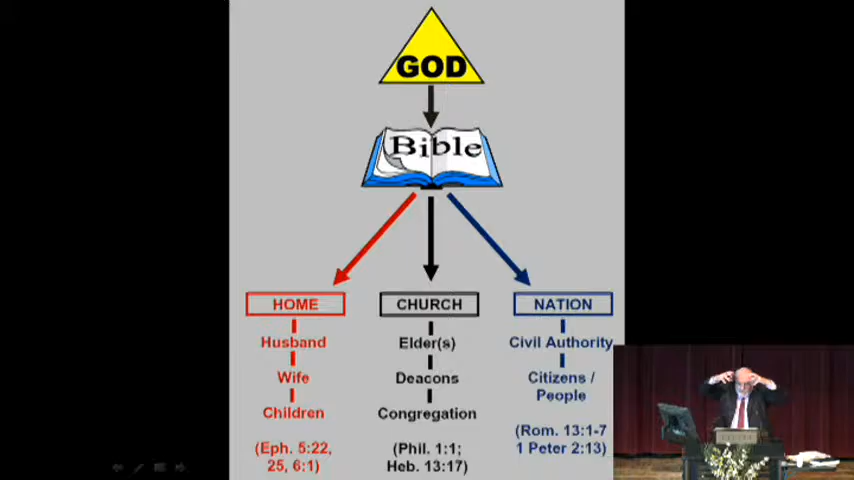 GOD
Bible
HOME
Husband
Wife
Children
(Eph. 5:22,
25, 6:1)
CHURCH
Elder(s)
Deacons
Congregation
(Phil. 1:1;
Heb. 13:17)
NATION
Civil Authority
Citizens /
People
(Rom. 13:1-7
1 Peter 2:13)